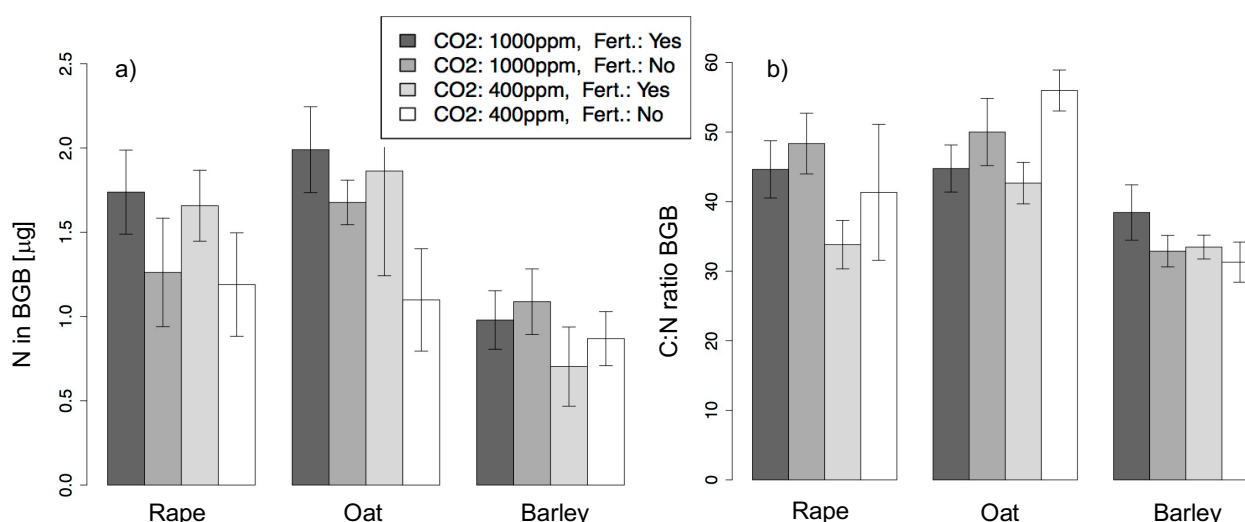 CO2: 1000ppm, Fert.: Yes
CO2: 1000ppm, Fert.: No
CO2: 400ppm, Fert.: Yes
CO2: 400ppm, Fert.: No
a)
N in BGB [µg]
2.5
2.0
1.5
1.0
0.5
0.0
Rape Oat Barley
b)
C:N ratio BGB
60
50
40
30
20
10
0
Rape Oat Barley